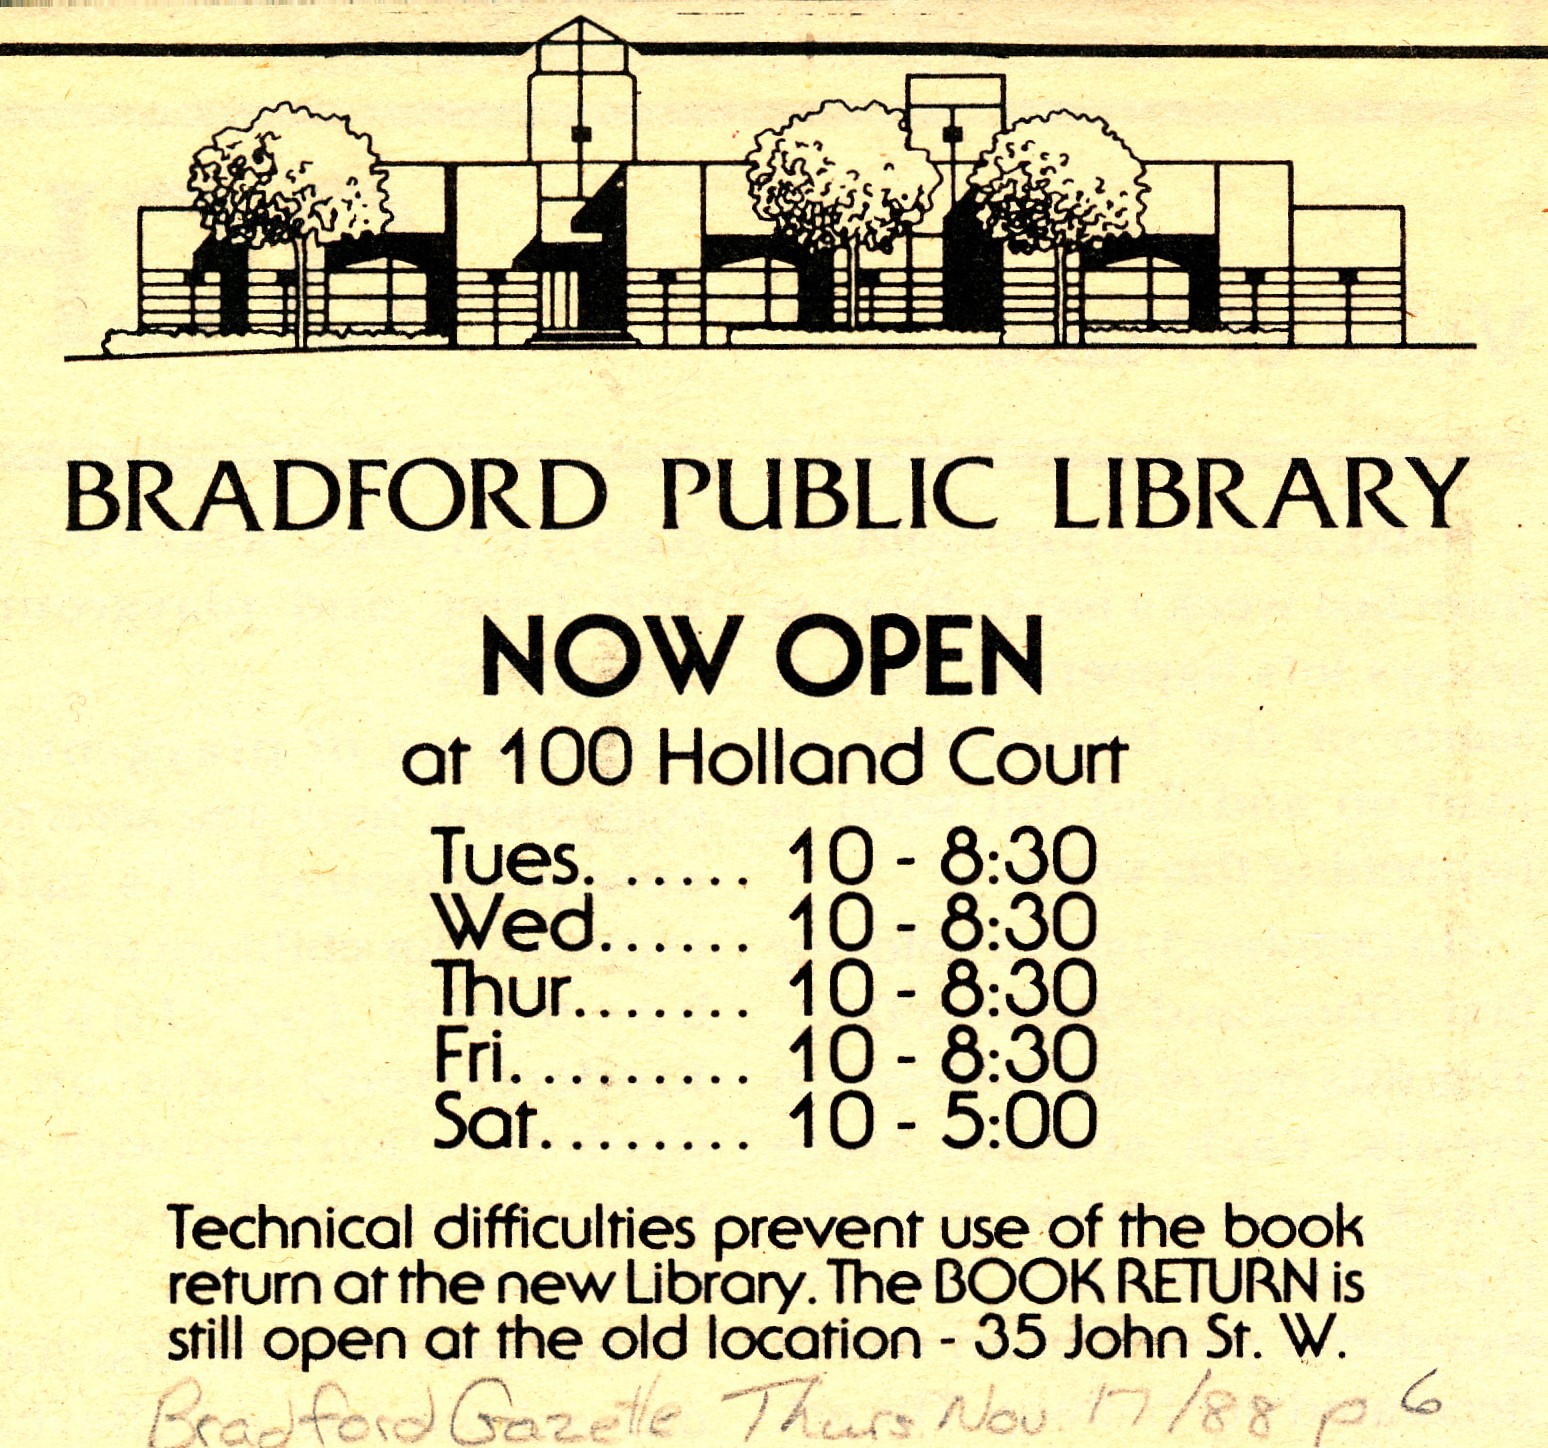 BRADFORD PUBLIC LIBRARY
NOW OPEN
at 100 Holland Court
Tues. ...... 10 - 8:30
Wed...... 10 - 8:30
Thur....... 10 - 8:30
Fri. ......... 10 - 8:30
Sat........ 10 - 5:00
Technical difficulties prevent use of the book
return at the new Library. The BOOK RETURN is
still open at the old location - 35 John St. W.
Bradford Gazette Thurs Nov. 17/88 p 6